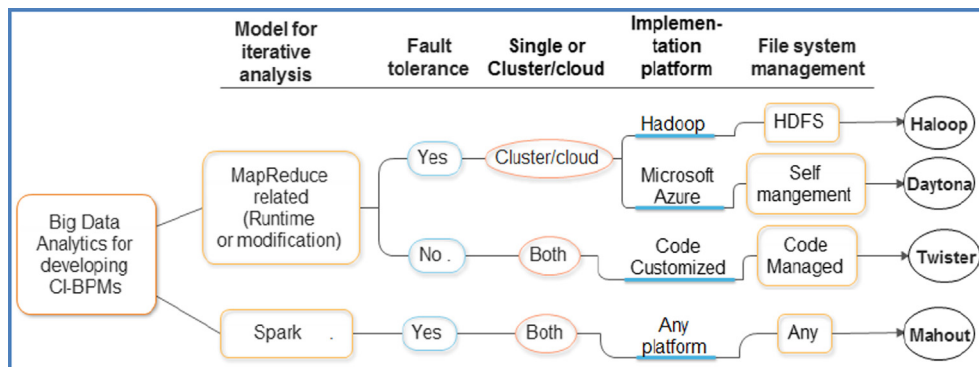 Model for
iterative
analysis
Fault
tolerance
Single or
Cluster/cloud
Implemen-
tation
platform
File system
management
Big Data
Analytics for
developing
CI-BPMs
MapReduce
related
(Runtime
or modification)
Yes
Cluster/cloud
Hadoop
HDFS
Haloop
Microsoft
Azure
Self
mangement
Daytona
No .
Both
Code
Customized
Code
Managed
Twister
Spark .
Yes
Both
Any
platform
Any
Mahout